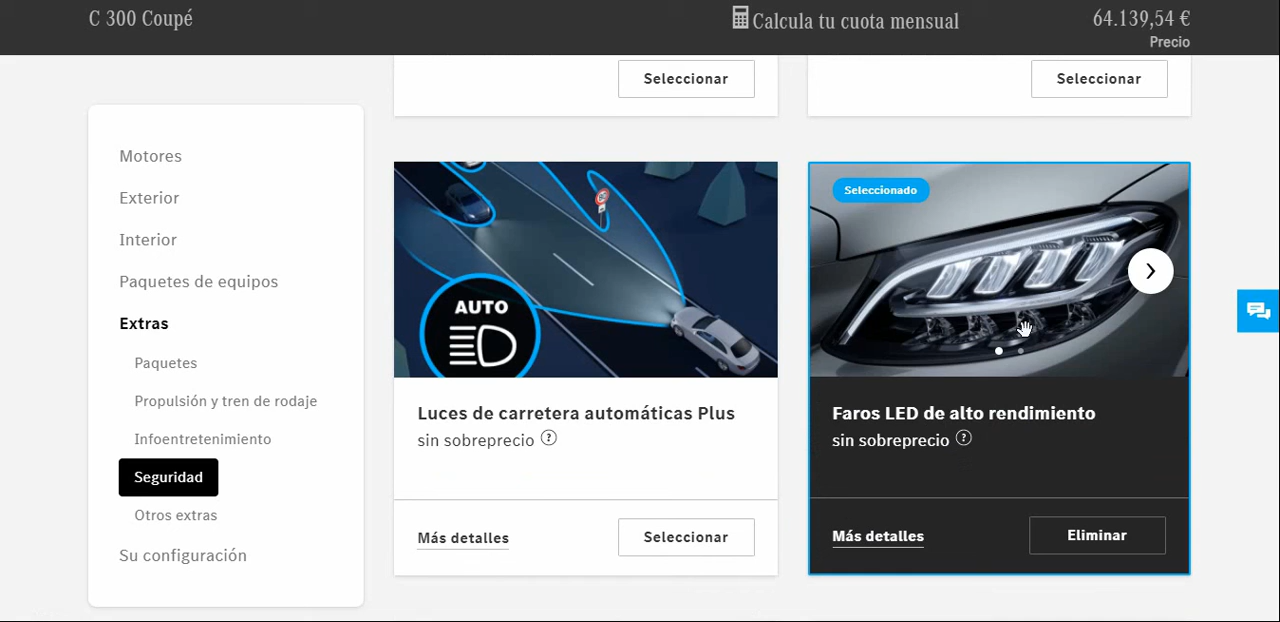 C 300 Coupé
Calcula tu cuota mensual
64.139,54 €
Precio
Motores
Exterior
Interior
Paquetes de equipos
Extras
Paquetes
Propulsión y tren de rodaje
Infoentretenimiento
Seguridad
Otros extras
Su configuración
Seleccionar
Seleccionar
AUTO
Luces de carretera automáticas Plus
sin sobreprecio ?
Más detalles
Seleccionar
Seleccionado
Faros LED de alto rendimiento
sin sobreprecio ?
Más detalles
Eliminar